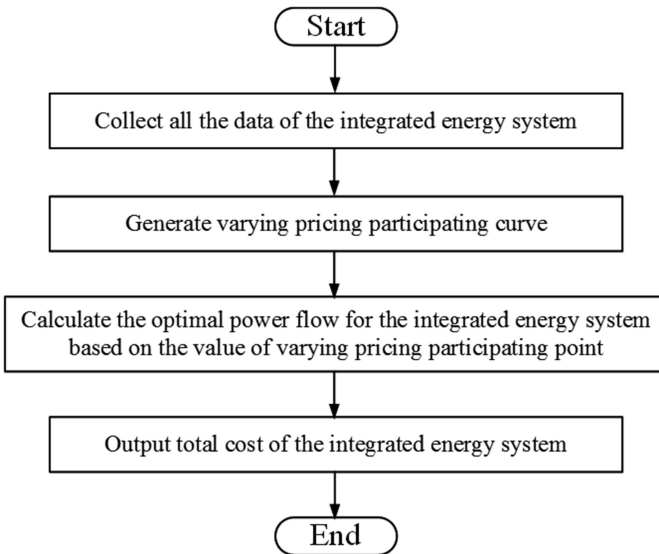 Start
Collect all the data of the integrated energy system
Generate varying pricing participating curve
Calculate the optimal power flow for the integrated energy system
based on the value of varying pricing participating point
Output total cost of the integrated energy system
End